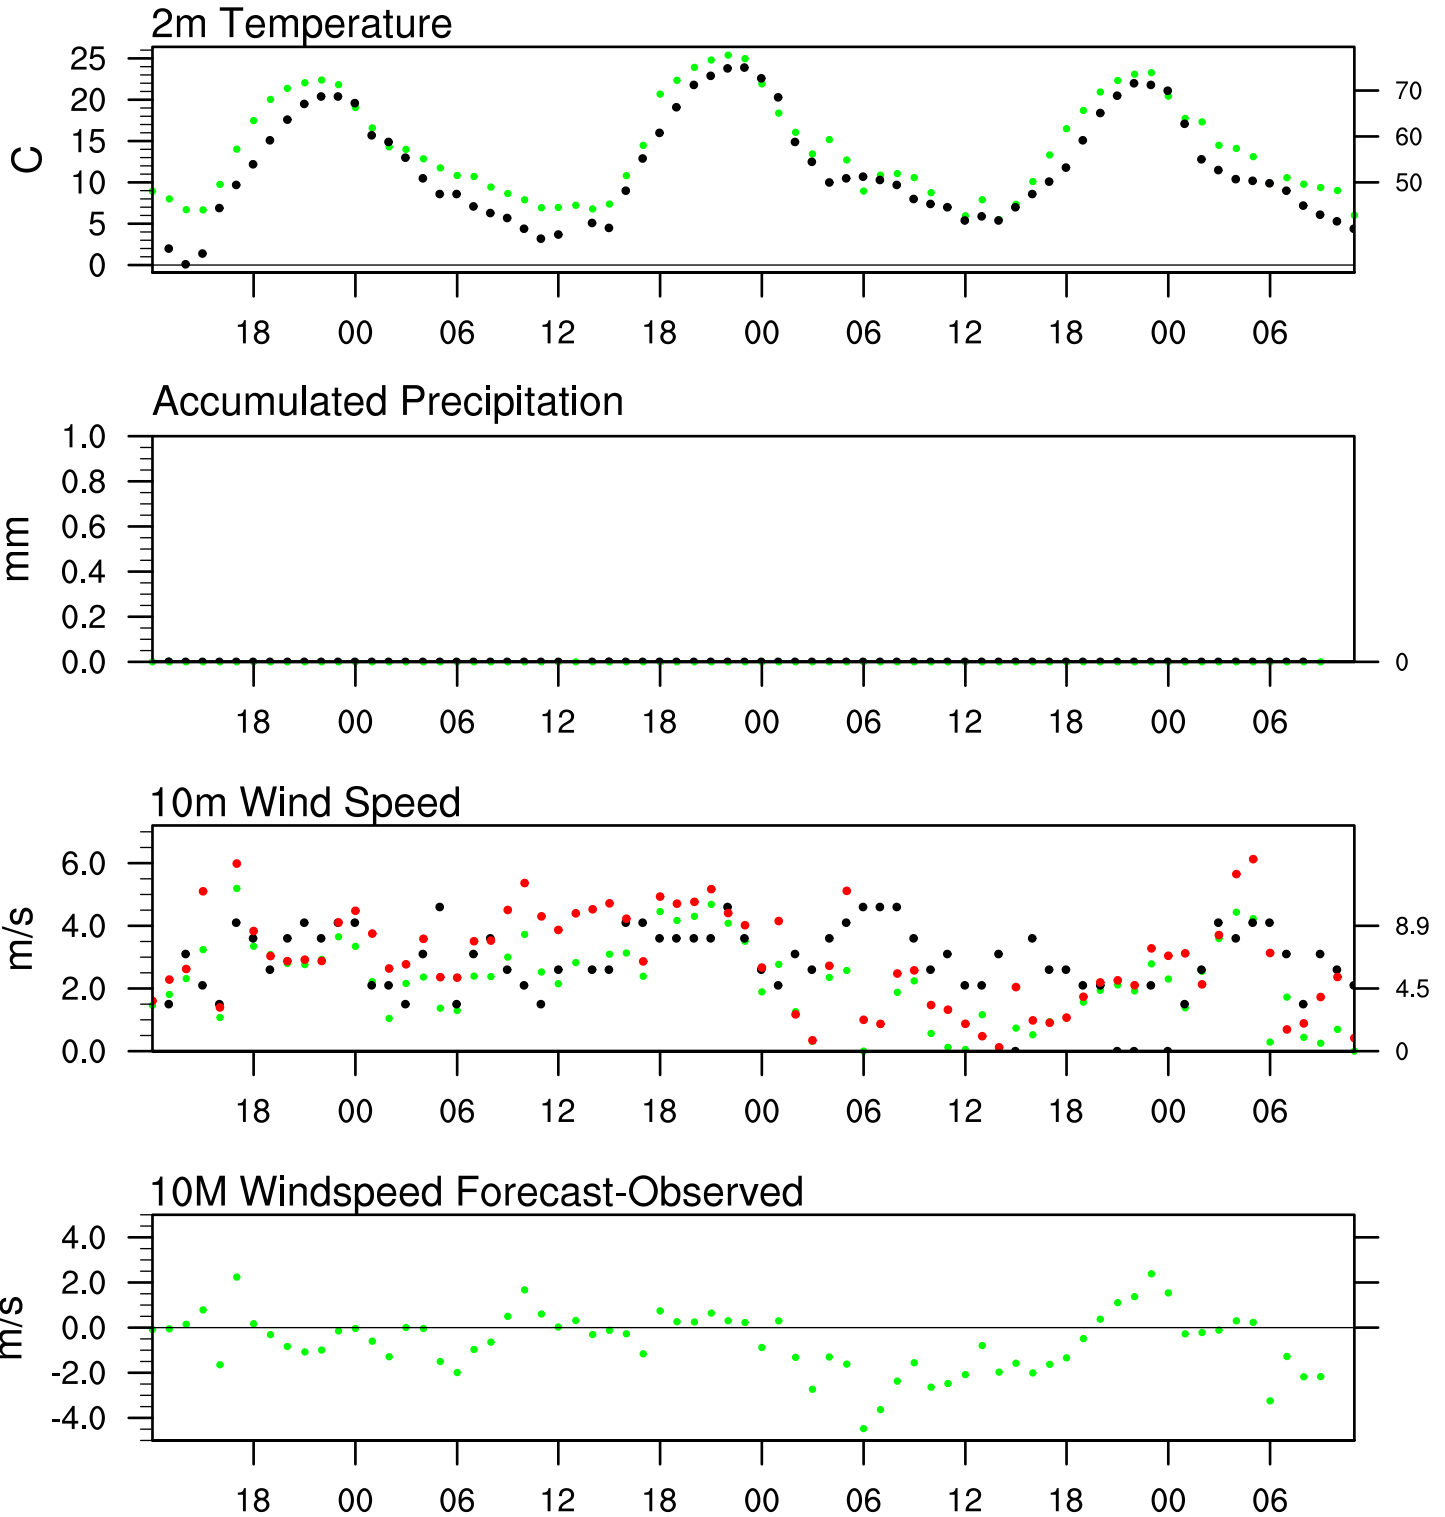 2m Temperature
25
20
15
10
5
0
C
70
60
50
18 00 06 12 18 00 06 12 18 00 06
Accumulated Precipitation
1.0
0.8
0.6
0.4
0.2
0.0
mm
0
18 00 06 12 18 00 06 12 18 00 06
10m Wind Speed
6.0
4.0
2.0
0.0
m/s
8.9
4.5
0
18 00 06 12 18 00 06 12 18 00 06
10M Windspeed Forecast-Observed
4.0
2.0
0.0
-2.0
-4.0
m/s
18 00 06 12 18 00 06 12 18 00 06